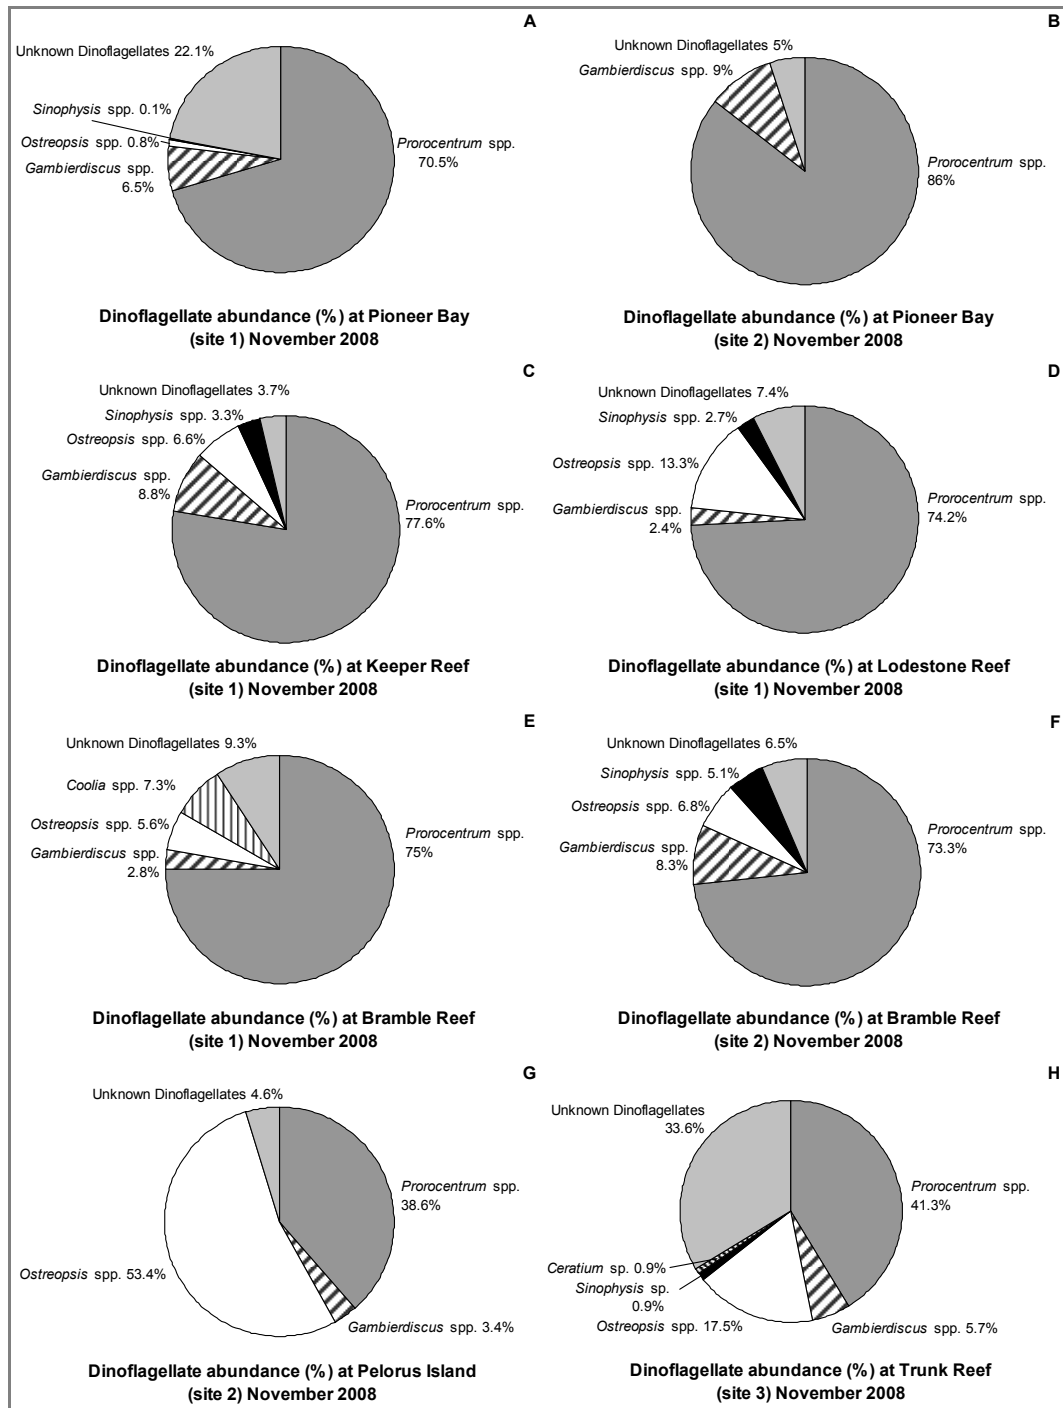 A
Unknown Dinoflagellates 22.1%
Sinophysis spp. 0.1%
Ostreopsis spp. 0.8%
Gambierdiscus spp.
6.5%
Prorocentrum spp.
70.5%
Dinoflagellate abundance (%) at Pioneer Bay
(site 1) November 2008
B
Unknown Dinoflagellates 5%
Gambierdiscus spp. 9%
Prorocentrum spp.
86%
Dinoflagellate abundance (%) at Pioneer Bay
(site 2) November 2008
C
Unknown Dinoflagellates 3.7%
Sinophysis spp. 3.3%
Ostreopsis spp. 6.6%
Gambierdiscus spp.
8.8%
Prorocentrum spp.
77.6%
Dinoflagellate abundance (%) at Keeper Reef
(site 1) November 2008
D
Unknown Dinoflagellates 7.4%
Sinophysis spp. 2.7%
Ostreopsis spp. 13.3%
Gambierdiscus spp.
2.4%
Prorocentrum spp.
74.2%
Dinoflagellate abundance (%) at Lodestone Reef
(site 1) November 2008
E
Unknown Dinoflagellates 9.3%
Coolia spp. 7.3%
Ostreopsis spp. 5.6%
Gambierdiscus spp.
2.8%
Prorocentrum spp.
75%
Dinoflagellate abundance (%) at Bramble Reef
(site 1) November 2008
F
Unknown Dinoflagellates 6.5%
Sinophysis spp. 5.1%
Ostreopsis spp. 6.8%
Gambierdiscus spp.
8.3%
Prorocentrum spp.
73.3%
Dinoflagellate abundance (%) at Bramble Reef
(site 2) November 2008
G
Unknown Dinoflagellates 4.6%
Prorocentrum spp.
38.6%
Ostreopsis spp. 53.4%
Gambierdiscus spp. 3.4%
Dinoflagellate abundance (%) at Pelorus Island
(site 2) November 2008
H
Unknown Dinoflagellates
33.6%
Prorocentrum spp.
41.3%
Ceratium sp. 0.9%
Sinophysis sp.
0.9%
Ostreopsis spp. 17.5%
Gambierdiscus spp. 5.7%
Dinoflagellate abundance (%) at Trunk Reef
(site 3) November 2008